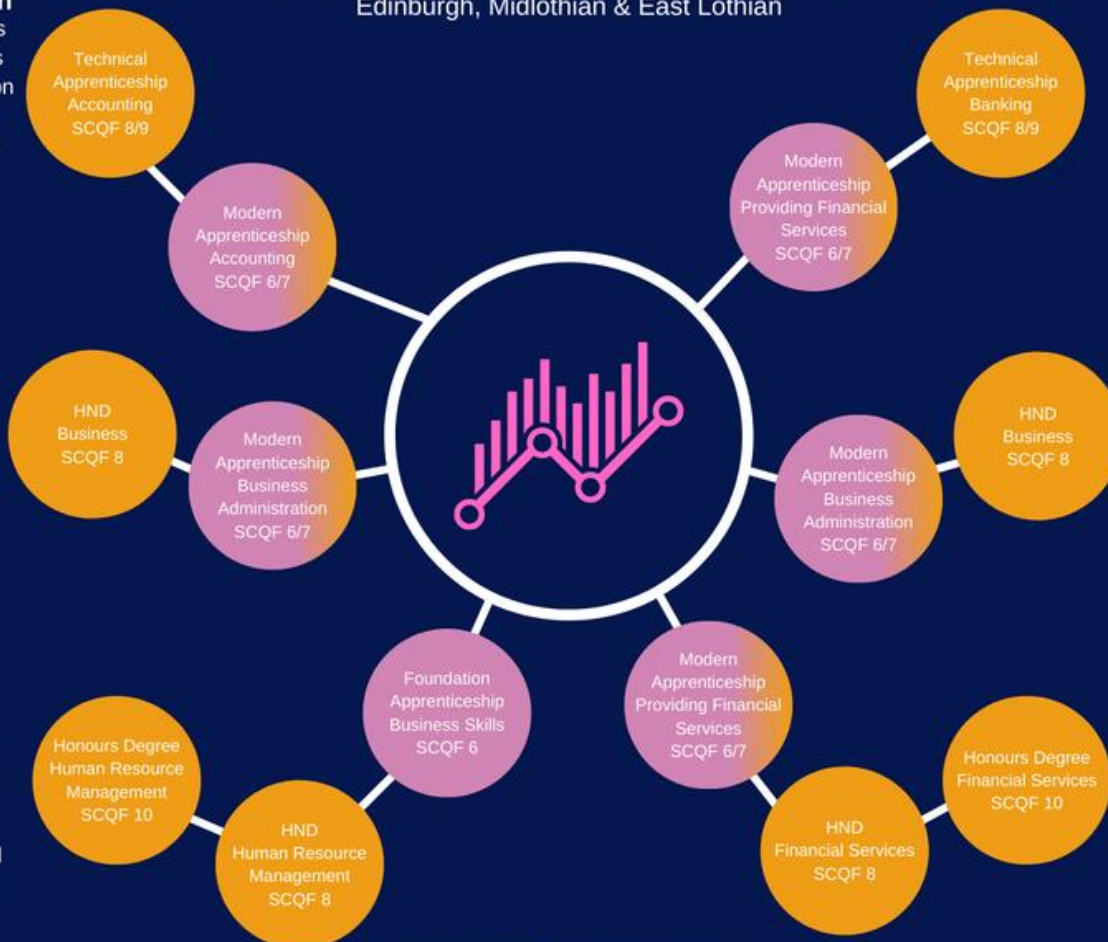 Edinburgh, Midlothian & East Lothian
Technical
Apprenticeship
Accounting
SCQF 8/9
Modern
Apprenticeship
Accounting
SCQF 6/7
Technical
Apprenticeship
Banking
SCQF 8/9
Modern
Apprenticeship
Providing Financial
Services
SCQF 6/7
HND
Business
SCQF 8
Modern
Apprenticeship
Business
Administration
SCQF 6/7
Modern
Apprenticeship
Business
Administration
SCQF 6/7
HND
Business
SCQF 8
Foundation
Apprenticeship
Business Skills
SCQF 6
Modern
Apprenticeship
Providing Financial
Services
SCQF 6/7
Honours Degree
Human Resource
Management
SCQF 10
HND
Human Resource
Management
SCQF 8
HND
Financial Services
SCQF 8
Honours Degree
Financial Services
SCQF 10